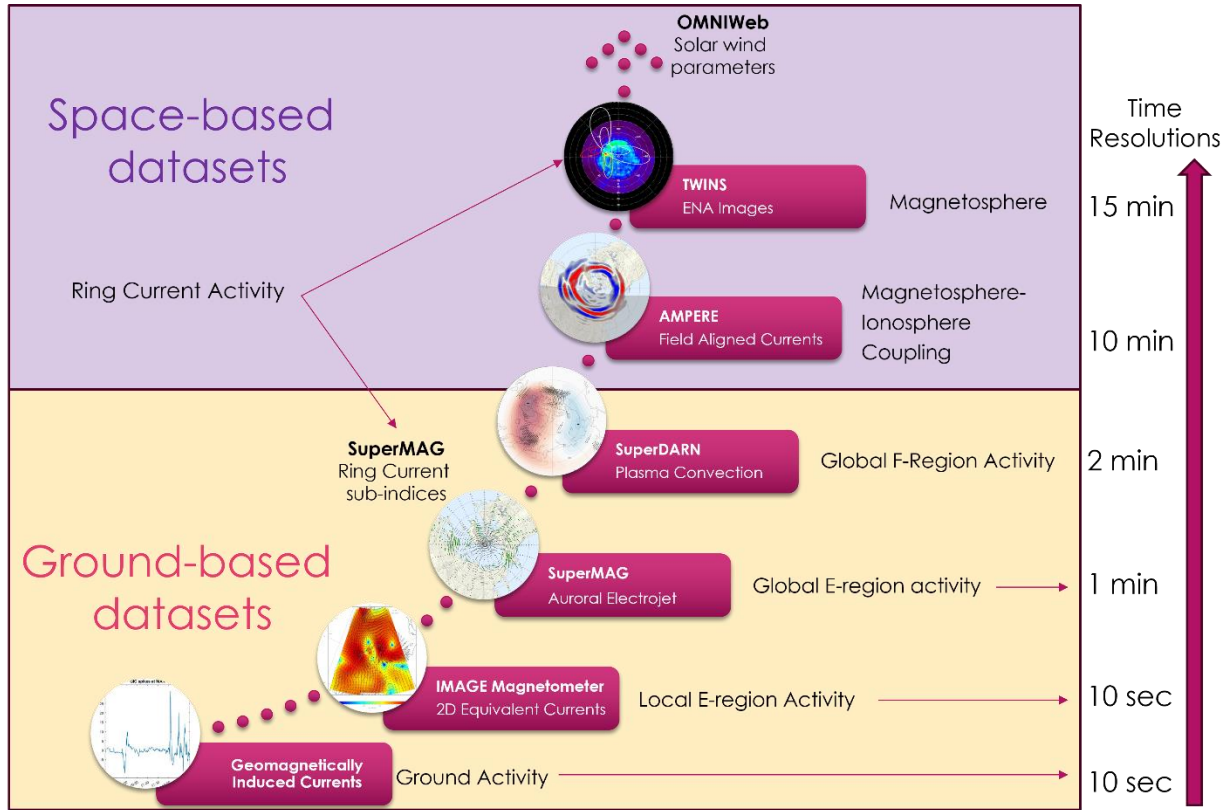 OMNIWeb
Solar wind
parameters
Space-based
datasets
Time
Resolutions
TWINS
ENA Images
Magnetosphere
15 min
Ring Current Activity
AMPERE
Field Aligned Currents
Magnetosphere-
Ionosphere
Coupling
10 min
SuperMAG
Ring Current
sub-indices
SuperDARN
Plasma Convection
Global F-Region Activity
2 min
Ground-based
datasets
SuperMAG
Auroral Electrojet
Global E-region activity
1 min
IMAGE Magnetometer
2D Equivalent Currents
Local E-region Activity
10 sec
Geomagnetically
Induced Currents
Ground Activity
10 sec